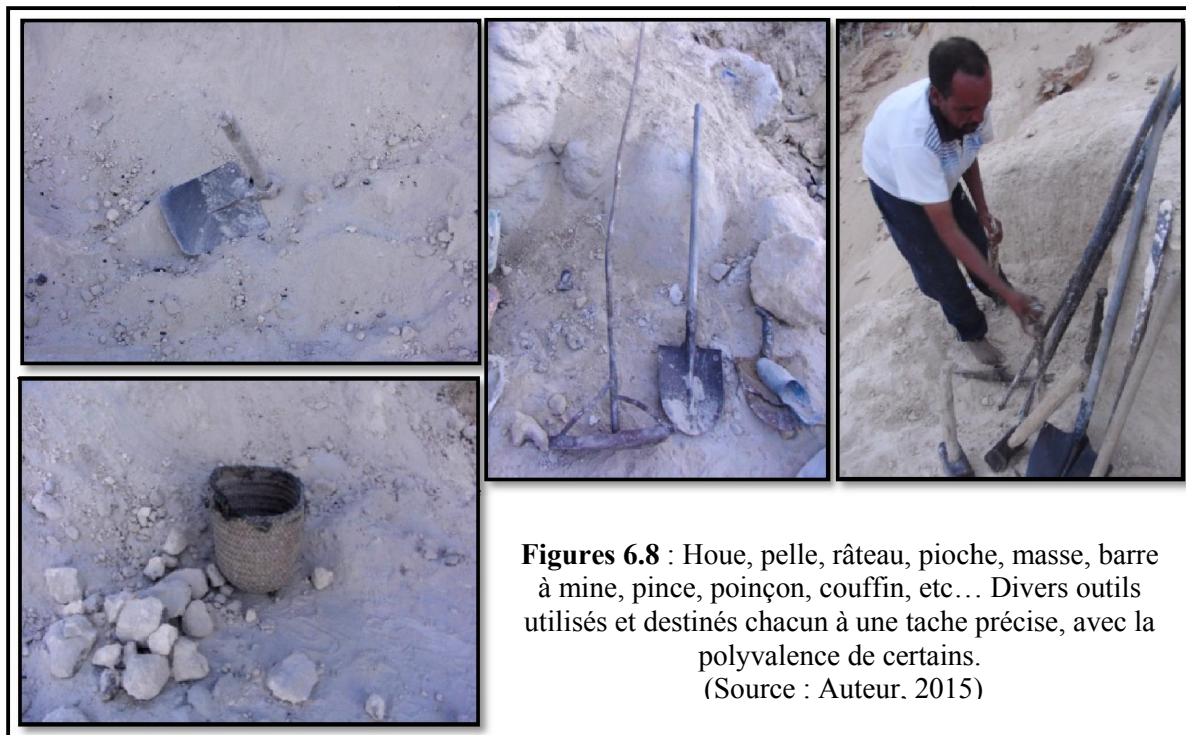 Figures 6.8 : Houe, pelle, râteau, pioche, masse, barre
à mine, pince, poinçon, couffin, etc… Divers outils
utilisés et destinés chacun à une tache précise, avec la
polyvalence de certains.
(Source : Auteur, 2015)